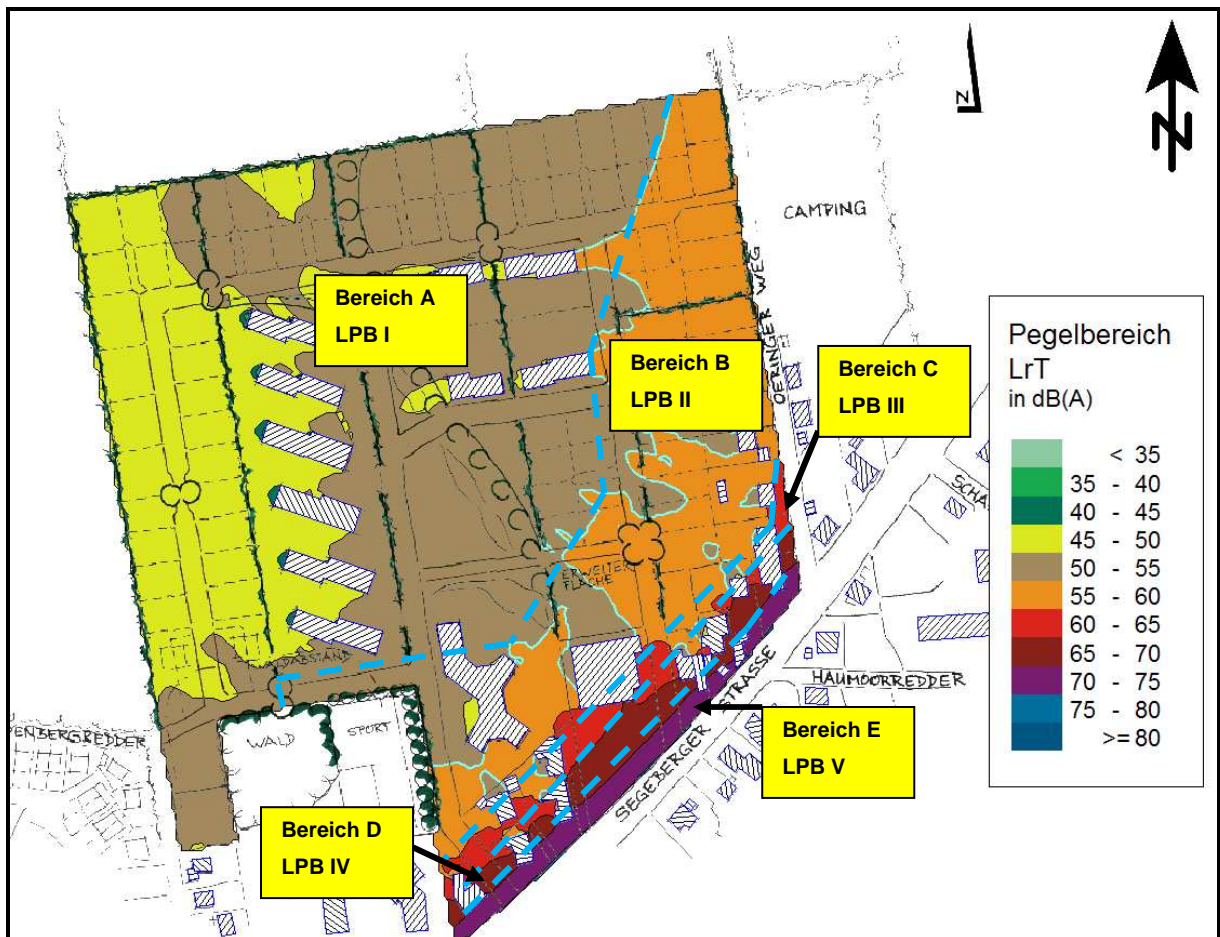 N
N
CAMPING
OERINGER WEG
Bereich A
LPB I
Bereich B
LPB II
Bereich C
LPB III
Pegelbereich
LrT
in dB(A)
< 35
35 - 40
40 - 45
45 - 50
50 - 55
55 - 60
60 - 65
65 - 70
70 - 75
75 - 80
>= 80
SCHA
FLÄCHE
HAUMOORREDDER
SEGEBERGER STRASSE
ENBERGREDDER
WALD
SPORT
Bereich E
LPB V
Bereich D
LPB IV